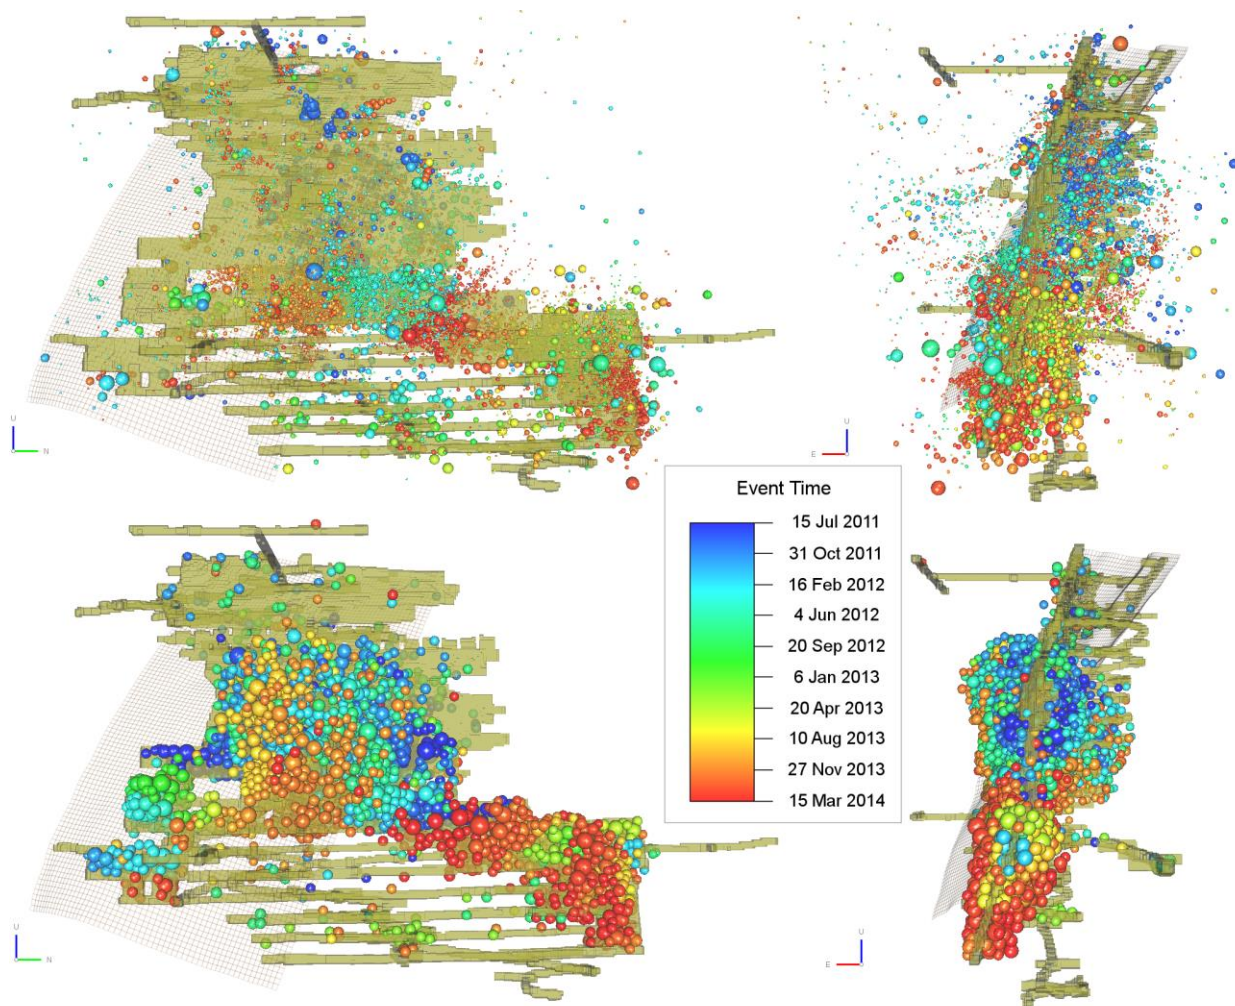 U
N
U
E
Event Time
15 Jul 2011
31 Oct 2011
16 Feb 2012
4 Jun 2012
20 Sep 2012
6 Jan 2013
20 Apr 2013
10 Aug 2013
27 Nov 2013
15 Mar 2014
U
N
U
E